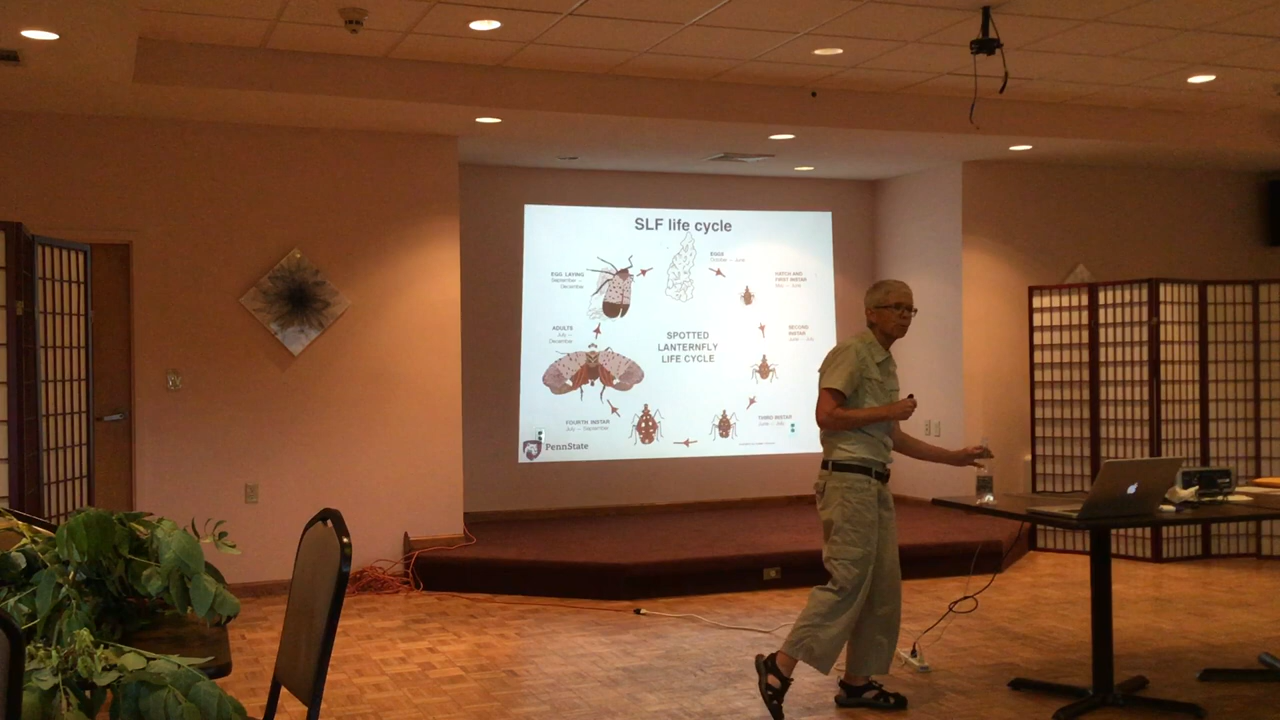 SLF life cycle
EGGS
October — June
EGG LAYING
September —
December
HATCH AND
FIRST INSTAR
May — June
ADULTS
July —
December
SECOND
INSTAR
June — July
SPOTTED
LANTERNFLY
LIFE CYCLE
FOURTH INSTAR
July — September
THIRD INSTAR
June — July
PennState